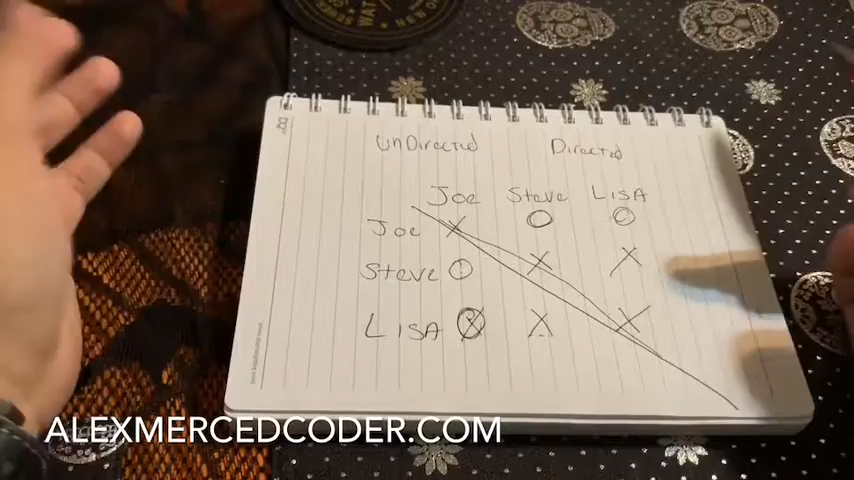 UnDirected Directed
Joe Steve LISA
Joe X O O
Steve O X X
LISA X X X
ALEXMERCEDCODER.COM